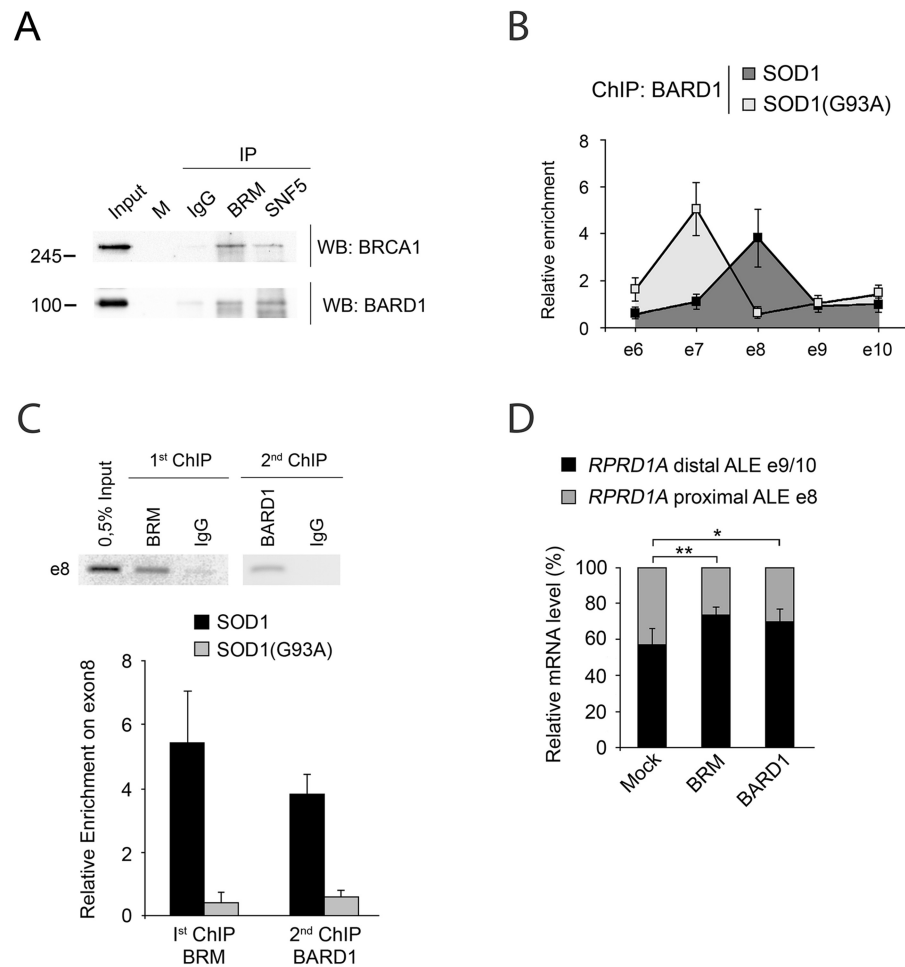 A
IP
Input
M
IgG
BRM
SNF5
245
WB: BRCA1
100
WB: BARD1
B
ChIP: BARD1
SOD1
SOD1(G93A)
Relative enrichment
8
6
4
2
0
e6
e7
e8
e9
e10
C
1st ChIP
2nd ChIP
0,5% Input
BRM
IgG
BARD1
IgG
e8
SOD1
SOD1(G93A)
Relative Enrichment on exon8
8
6
4
2
0
Ist ChIP
BRM
2nd ChIP
BARD1
D
RPRD1A distal ALE e9/10
RPRD1A proximal ALE e8
*
**
Relative mRNA level (%)
100
80
60
40
20
0
Mock
BRM
BARD1